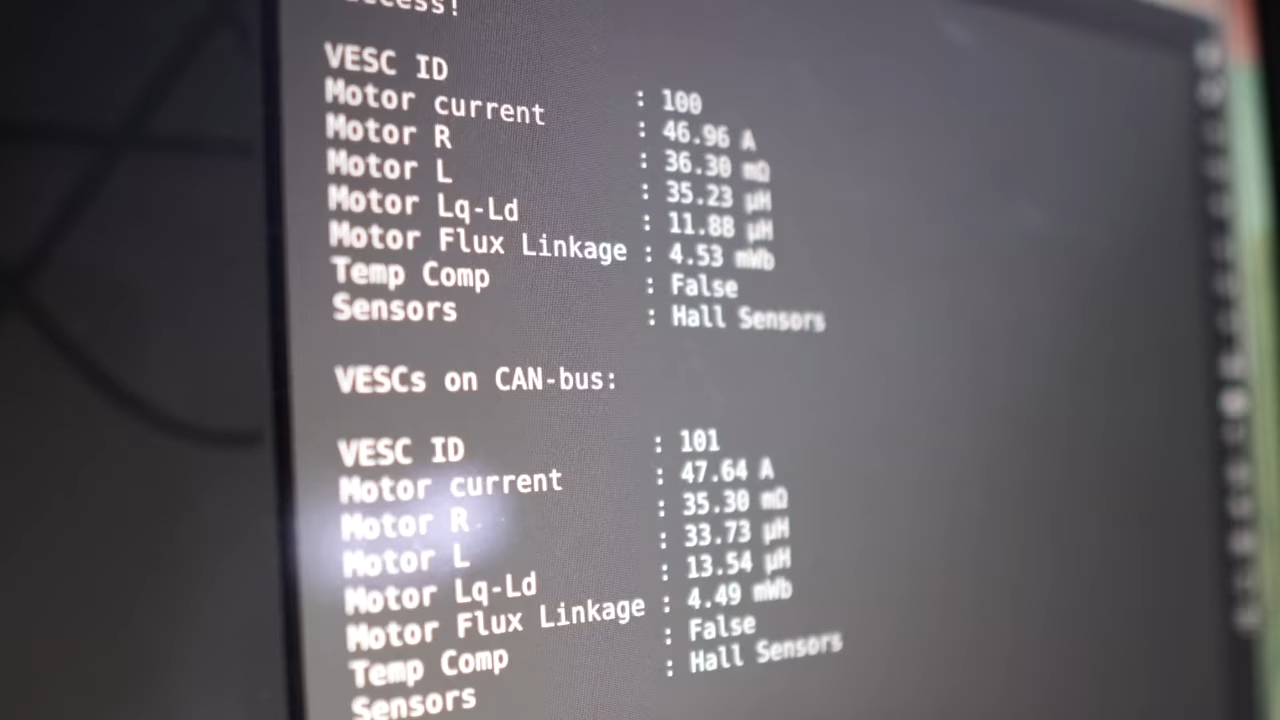 VESC ID : 100
Motor current : 46.96 A
Motor R : 36.30 mΩ
Motor L : 35.23 µH
Motor Lq-Ld : 11.88 µH
Motor Flux Linkage : 4.53 mWb
Temp Comp : False
Sensors : Hall Sensors
VESCs on CAN-bus:
VESC ID : 101
Motor current : 47.64 A
Motor R : 35.30 mΩ
Motor L : 33.73 µH
Motor Lq-Ld : 13.54 µH
Motor Flux Linkage : 4.49 mWb
Temp Comp : False
Sensors : Hall Sensors